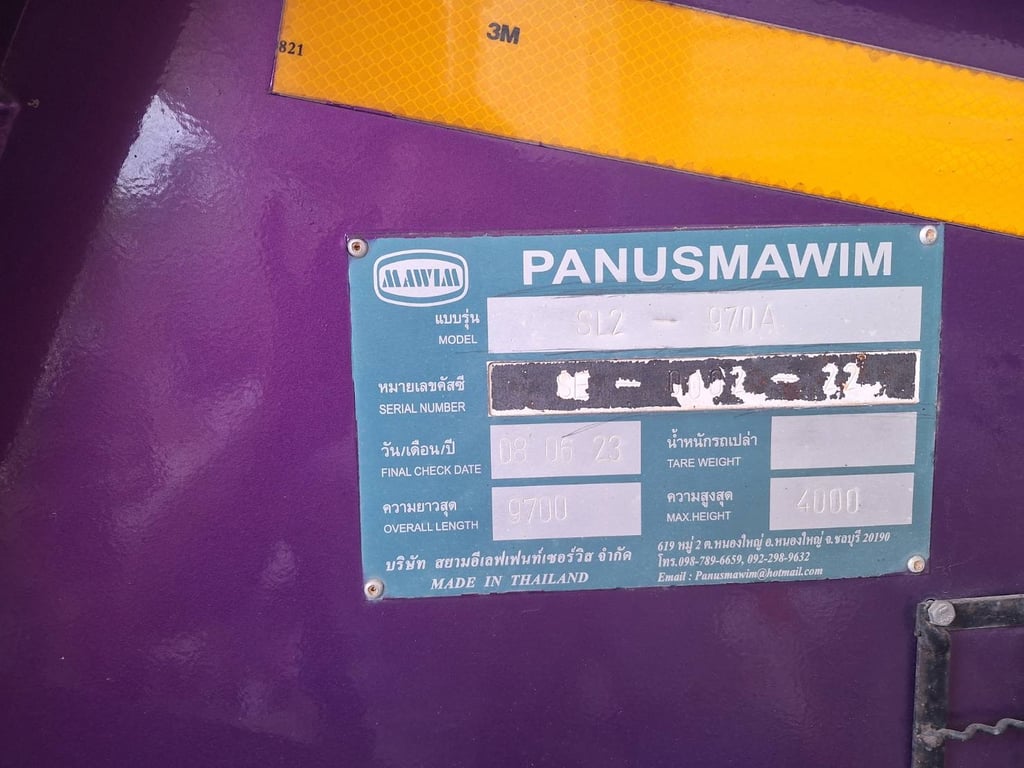 821
3M
MAWIM
PANUSMAWIM
แบบรุ่น
MODEL
SL2 - 970A
หมายเลขคัสซี
SERIAL NUMBER
วัน/เดือน/ปี
FINAL CHECK DATE
08 06 23
น้ำหนักรถเปล่า
TARE WEIGHT
ความยาวสุด
OVERALL LENGTH
9700
ความสูงสุด
MAX.HEIGHT
4000
บริษัท สยามอีเลฟเฟนท์เซอร์วิส จำกัด
MADE IN THAILAND
619 หมู่ 2 ต.หนองใหญ่ อ.หนองใหญ่ จ.ชลบุรี 20190
โทร.098-789-6659, 092-298-9632
Email : Panusmawim@hotmail.com